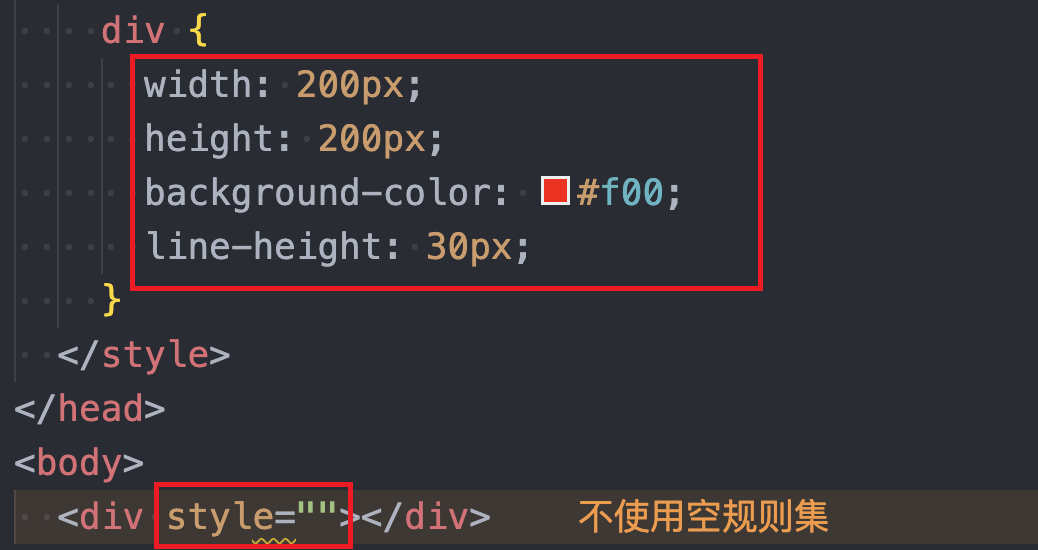 div {
width: 200px;
height: 200px;
background-color: #f00;
line-height: 30px;
}
</style>
</head>
<body>
<div style=""></div> 不使用空规则集